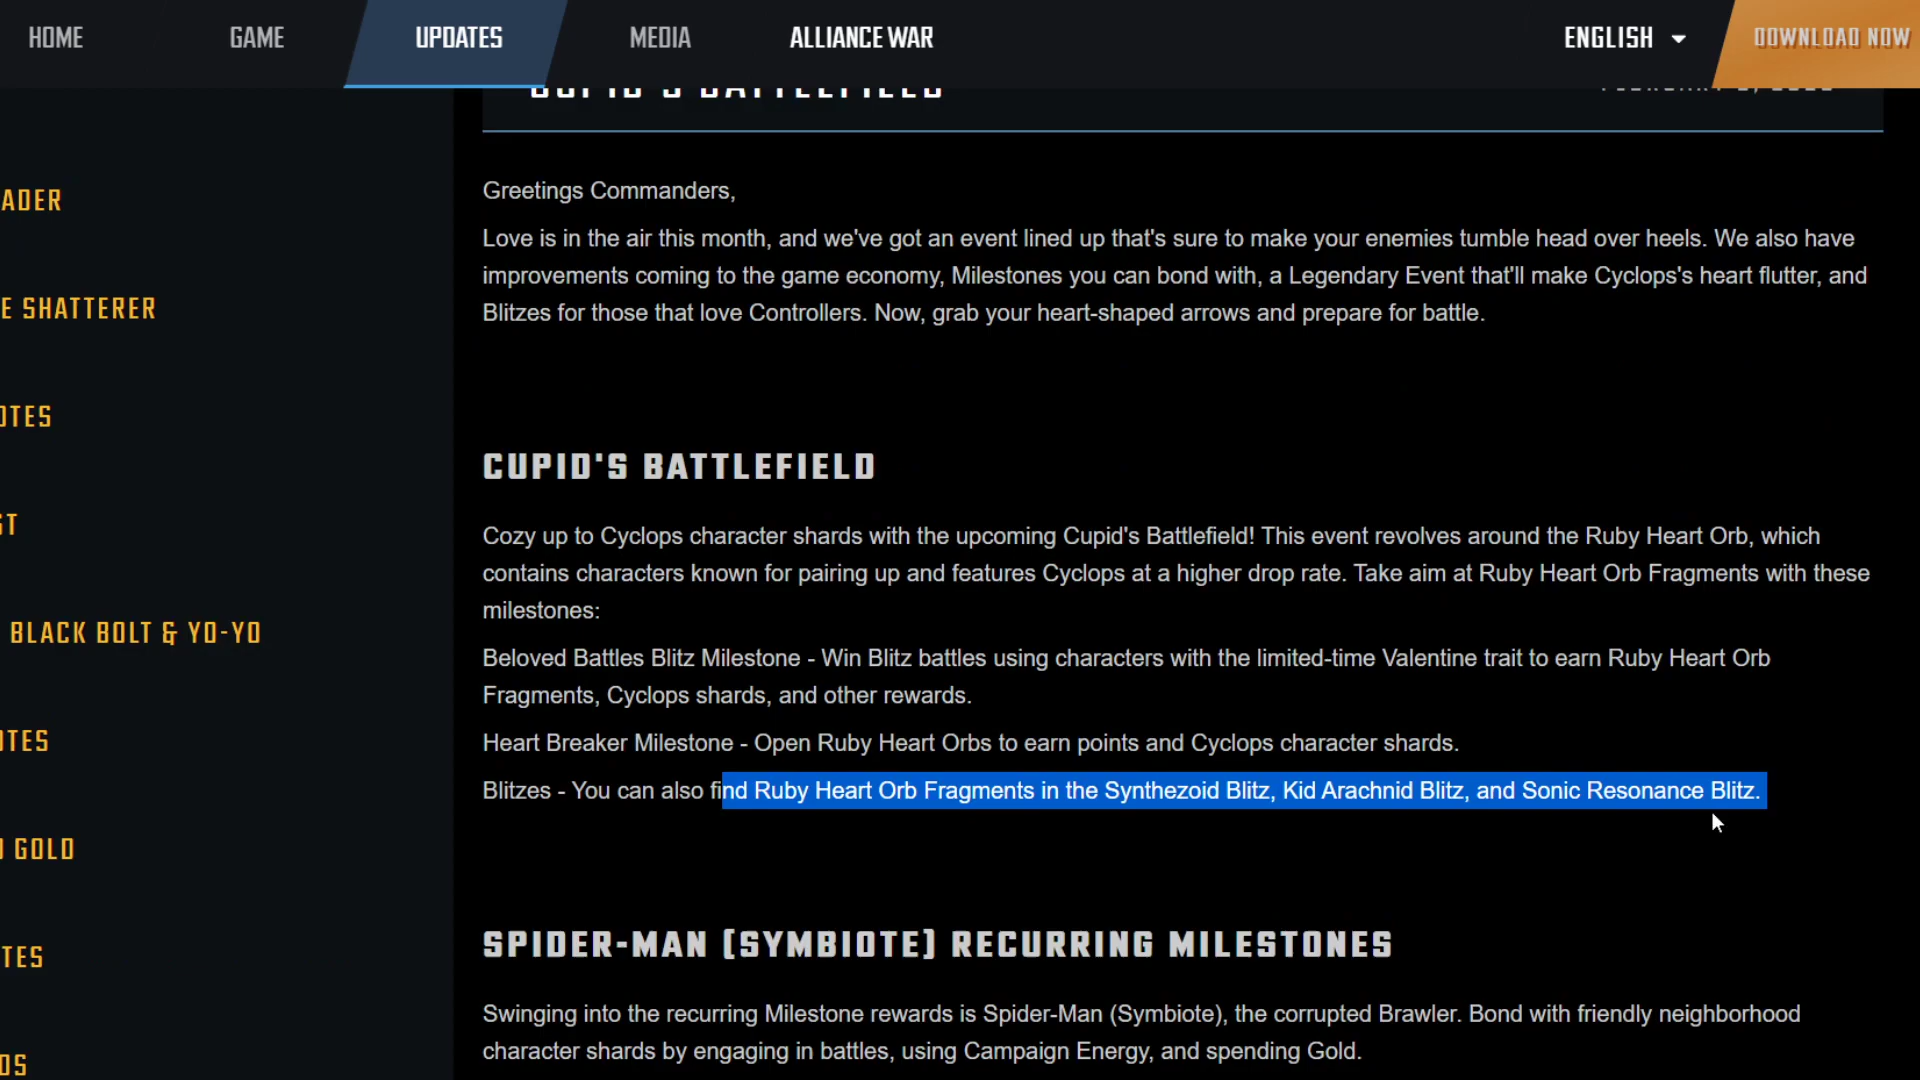 HOME GAME UPDATES MEDIA ALLIANCE WAR ENGLISH DOWNLOAD NOW
CUPID'S BATTLEFIELD
Greetings Commanders,
ADER
Love is in the air this month, and we've got an event lined up that's sure to make your enemies tumble head over heels. We also have
improvements coming to the game economy, Milestones you can bond with, a Legendary Event that'll make Cyclops's heart flutter, and
Blitzes for those that love Controllers. Now, grab your heart-shaped arrows and prepare for battle.
E SHATTERER
OTES
CUPID'S BATTLEFIELD
ST
Cozy up to Cyclops character shards with the upcoming Cupid's Battlefield! This event revolves around the Ruby Heart Orb, which
contains characters known for pairing up and features Cyclops at a higher drop rate. Take aim at Ruby Heart Orb Fragments with these
milestones:
BLACK BOLT & YO-YO
Beloved Battles Blitz Milestone - Win Blitz battles using characters with the limited-time Valentine trait to earn Ruby Heart Orb
Fragments, Cyclops shards, and other rewards.
OTES
Heart Breaker Milestone - Open Ruby Heart Orbs to earn points and Cyclops character shards.
Blitzes - You can also find Ruby Heart Orb Fragments in the Synthezoid Blitz, Kid Arachnid Blitz, and Sonic Resonance Blitz.
GOLD
SPIDER-MAN (SYMBIOTE) RECURRING MILESTONES
TES
Swinging into the recurring Milestone rewards is Spider-Man (Symbiote), the corrupted Brawler. Bond with friendly neighborhood
character shards by engaging in battles, using Campaign Energy, and spending Gold.
DS